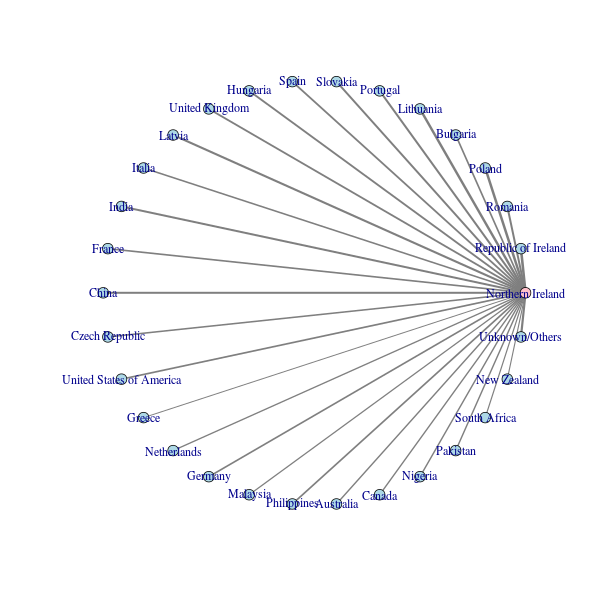 Spain
Slovakia
Hungaria
Portugal
United Kingdom
Lithuania
Latvia
Bulgaria
Italia
Poland
India
Romania
France
Republic of Ireland
China
Northern Ireland
Czech Republic
Unknown/Others
United States of America
New Zealand
Greece
South Africa
Netherlands
Pakistan
Germany
Nigeria
Malaysia
Canada
Philippines
Australia